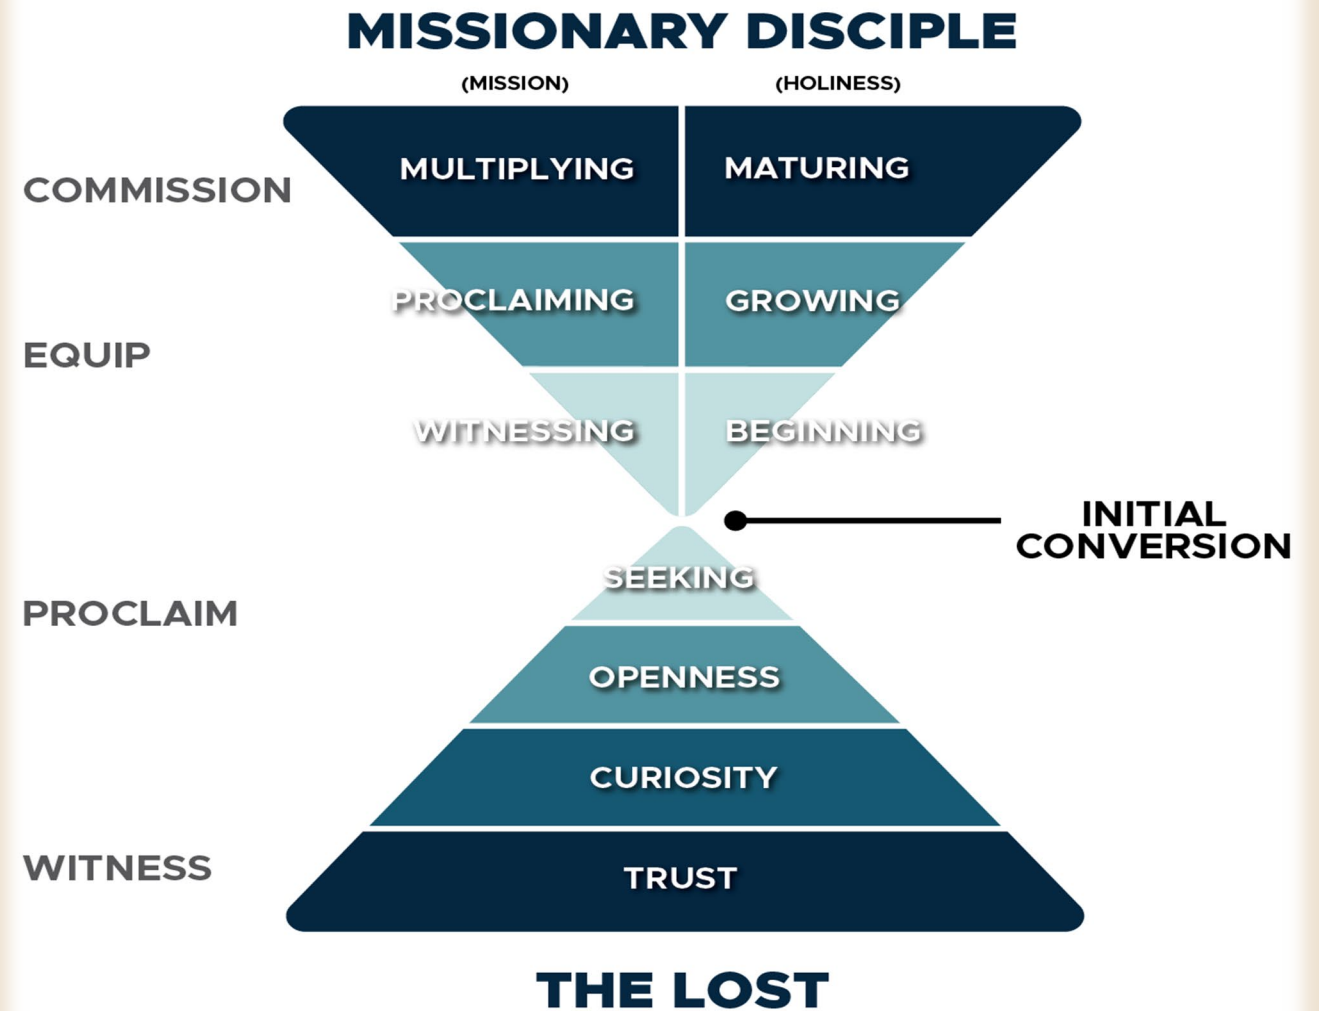 MISSIONARY DISCIPLE
(MISSION) (HOLINESS)
MULTIPLYING MATURING
COMMISSION
PROCLAIMING GROWING
EQUIP
WITNESSING BEGINNING
INITIAL
CONVERSION
SEEKING
PROCLAIM
OPENNESS
CURIOSITY
WITNESS
TRUST
THE LOST